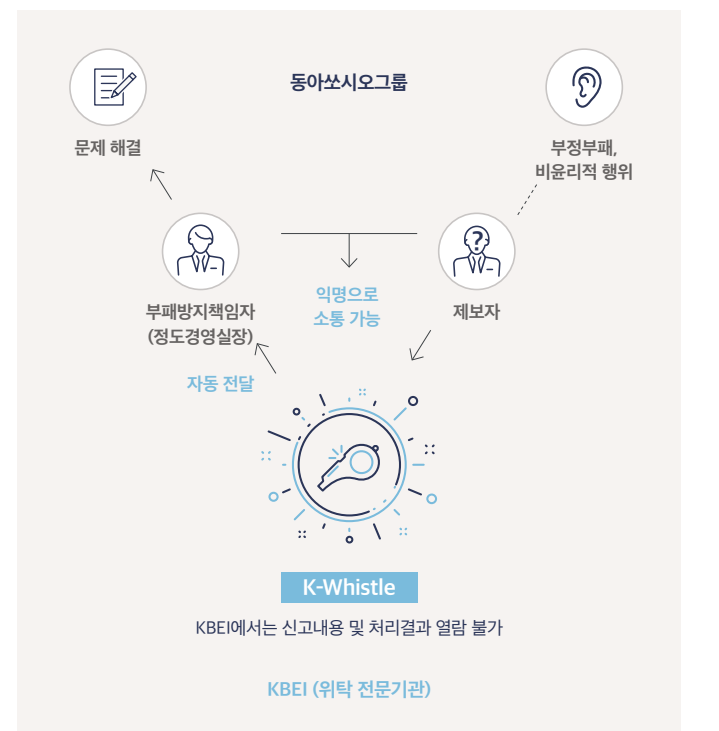 동아쏘시오그룹
문제 해결
부정부패,
비윤리적 행위
?
부패방지책임자
(정도경영실장)
익명으로
소통 가능
제보자
자동 전달
K-Whistle
KBEI에서는 신고내용 및 처리결과 열람 불가
KBEI (위탁 전문기관)